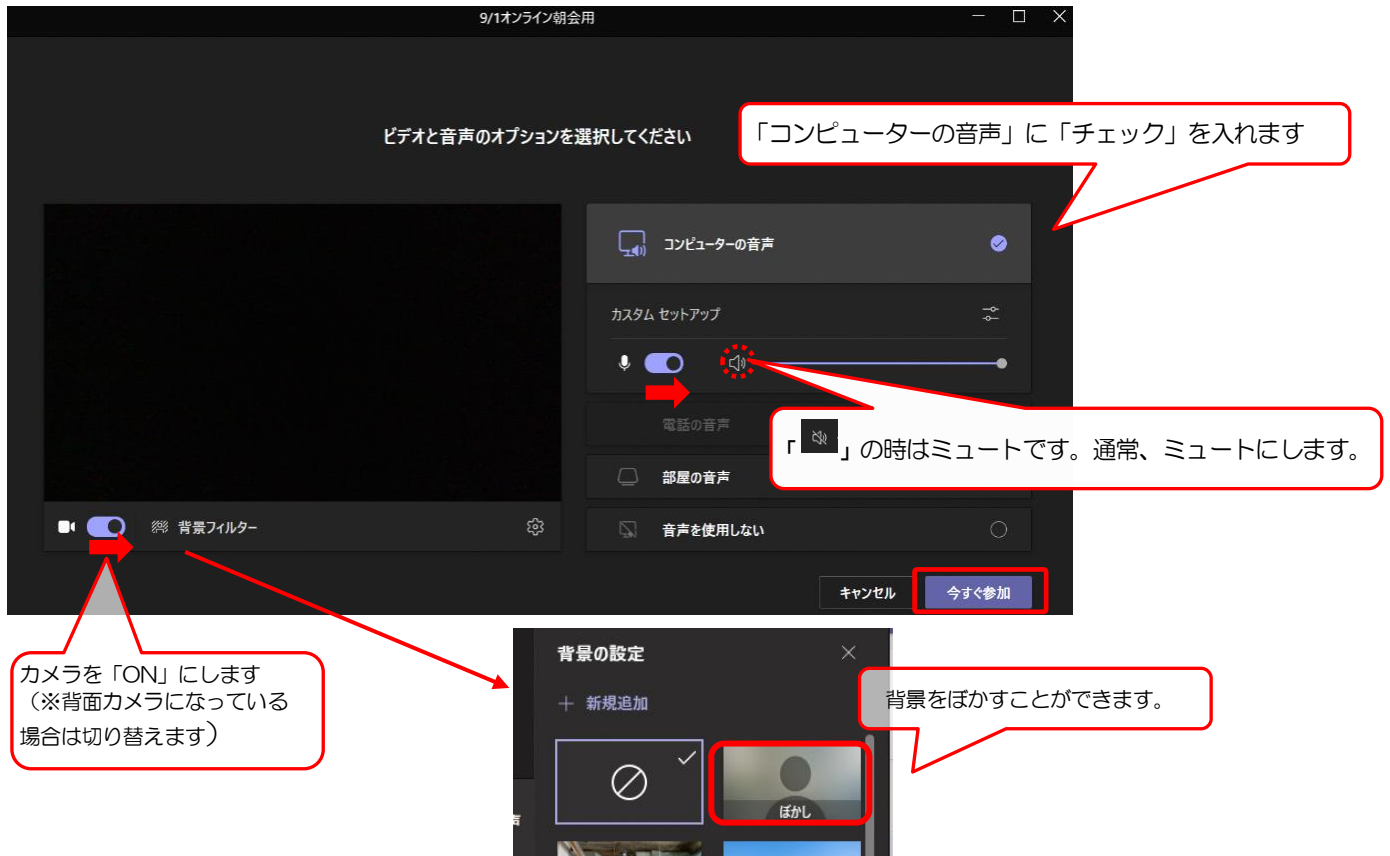 9/1オンライン朝会用
ビデオと音声のオプションを選択してください
「コンピューターの音声」に「チェック」を入れます
コンピューターの音声
カスタム セットアップ
電話の音声
「 」の時はミュートです。通常、ミュートにします。
部屋の音声
背景フィルター
音声を使用しない
キャンセル
今すぐ参加
カメラを「ON」にします
（※背面カメラになっている
場合は切り替えます）
背景の設定
＋ 新規追加
背景をぼかすことができます。
ぼかし
声